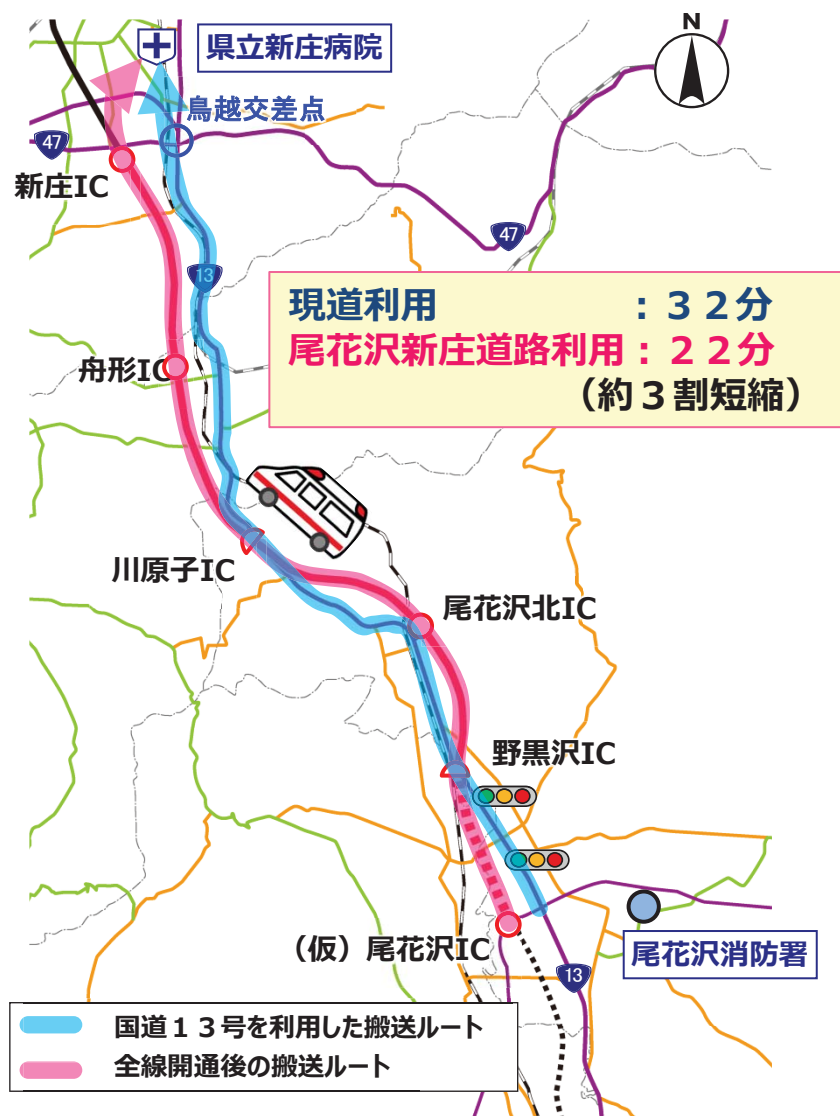 N
県立新庄病院
鳥越交差点
47
新庄IC
47
13
現道利用 :３２分
尾花沢新庄道路利用:２２分
(約３割短縮)
舟形IC
川原子IC
尾花沢北IC
野黒沢IC
(仮)尾花沢IC
尾花沢消防署
13
国道１３号を利用した搬送ルート
全線開通後の搬送ルート